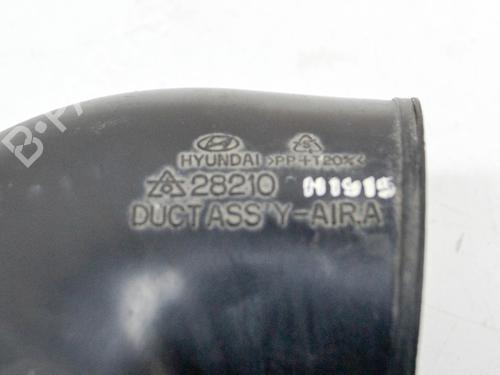 HYUNDAI >PP+T20%<
28210 H1915
DUCT ASS'Y-AIR.A